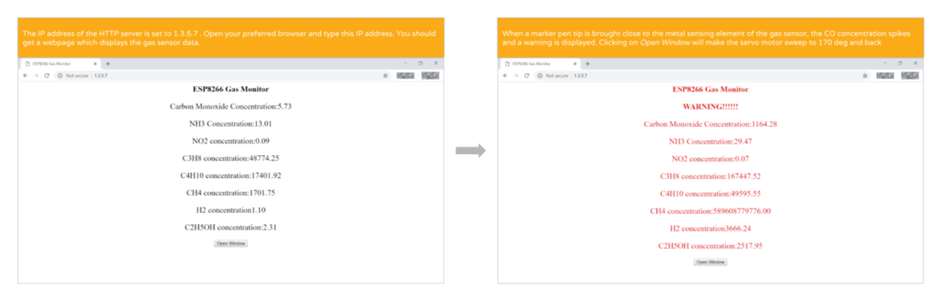 The IP address of the HTTP server is set to 1.3.5.7 . Open your preferred browser and type this IP address. You should
get a webpage which displays the gas sensor data.
ESP8266 Gas Monitor
Not secure | 1.3.5.7
ESP8266 Gas Monitor
Carbon Monoxide Concentration:5.73
NH3 Concentration:13.01
NO2 concentration:0.09
C3H8 concentration:48774.25
C4H10 concentration:17401.92
CH4 concentration:1701.75
H2 concentration1.10
C2H5OH concentration:2.31
Open Window
When a marker pen tip is brought close to the metal sensing element of the gas sensor, the CO concentration spikes
and a warning is displayed. Clicking on Open Window will make the servo motor sweep to 170 deg and back
ESP8266 Gas Monitor
Not secure | 1.3.5.7
ESP8266 Gas Monitor
WARNING!!!!!!
Carbon Monoxide Concentration:1164.28
NH3 Concentration:29.47
NO2 concentration:0.07
C3H8 concentration:167447.52
C4H10 concentration:49595.55
CH4 concentration:589608779776.00
H2 concentration3666.24
C2H5OH concentration:2517.95
Open Window